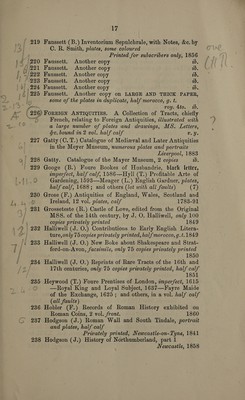 17
219 Faussett (B.) Inventorium Sepulchrale, with Notes, &c. by
C. R. Smith, plates, some coloured
Printed for subscribers only, 1856
220 Faussett. Another copy ib.
221 Faussett. Another copy ib.
222 Faussett. Another copy ib.
223 Faussett. Another copy ib.
224 Faussett. Another copy ib.
225 Faussett. Another copy on LARGE AND THICK PAPER,
some of the plates in duplicate, half morocco, g. t.
roy. 4to. ib.
226 FOREIGN ANTIQUITIES. A Collection of Tracts, chiefly
French, relating to Foreign Antiquities, illustrated with
a large number of plates and drawings, MS. Letters,
&c. bound in 2 vol. half calf v. y.
227 Gatty (C. T.) Catalogue of Mediæval and Later Antiquities
in the Mayer Museum, numerous plates and portraits
Liverpool, 1883
228 Gatty. Catalogue of the Mayer Museum, 2 copies ib.
229 Googe (B.) Foure Bookes of Husbandrie, black letter,
imperfect, half calf, 1586—Hyll (T.) Profitable Arte of
Gardening, 1593—Meager (L.) English Gardner, plates,
half calf, 1688; and others (lot with all faults) (7)
230 Grose (F.) Antiquities of England, Wales, Scotland and
Ireland, 12 vol. plates, calf 1783-91
231 Grosseteste (R.) Castle of Love, edited from the Original
MSS. of the 14th century, by J. O. Halliwell, only 100
copies privately printed 1849
232 Halliwell (J. O.) Contributions to Early English Litera-
ture, only 75 copies privately printed, half morocco, g. t. 1849
233 Halliwell (J. O.) New Boke about Shakespeare and Strat-
ford-on-Avon, facsimile, only 75 copies privately printed
1850
234 Halliwell (J. O.) Reprints of Rare Tracts of the 16th and
17th centuries, only 75 copies privately printed, half calf
1851
235 Heywood (T.) Foure Prentises of London, imperfect, 1615
—Royal King and Loyal Subject, 1637—Fayre Maide
of the Exchange, 1625; and others, in a vol. half calf
(all faults)
236 Hobler (F.) Records of Roman History exhibited on
Roman Coins, 2 vol. front. 1860
237 Hodgson (J.) Roman Wall and South Tindale, portrait
and plates, half calf
Privately printed, Newcastle-on-Tyne, 1841
238 Hodgson (J.) History of Northumberland, part 1
Newcastle, 1858